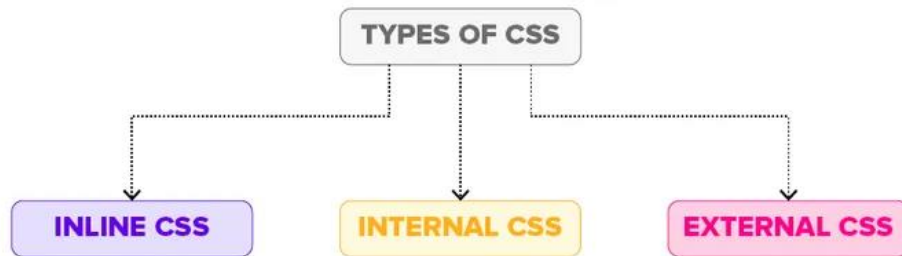 TYPES OF CSS
INLINE CSS
INTERNAL CSS
EXTERNAL CSS